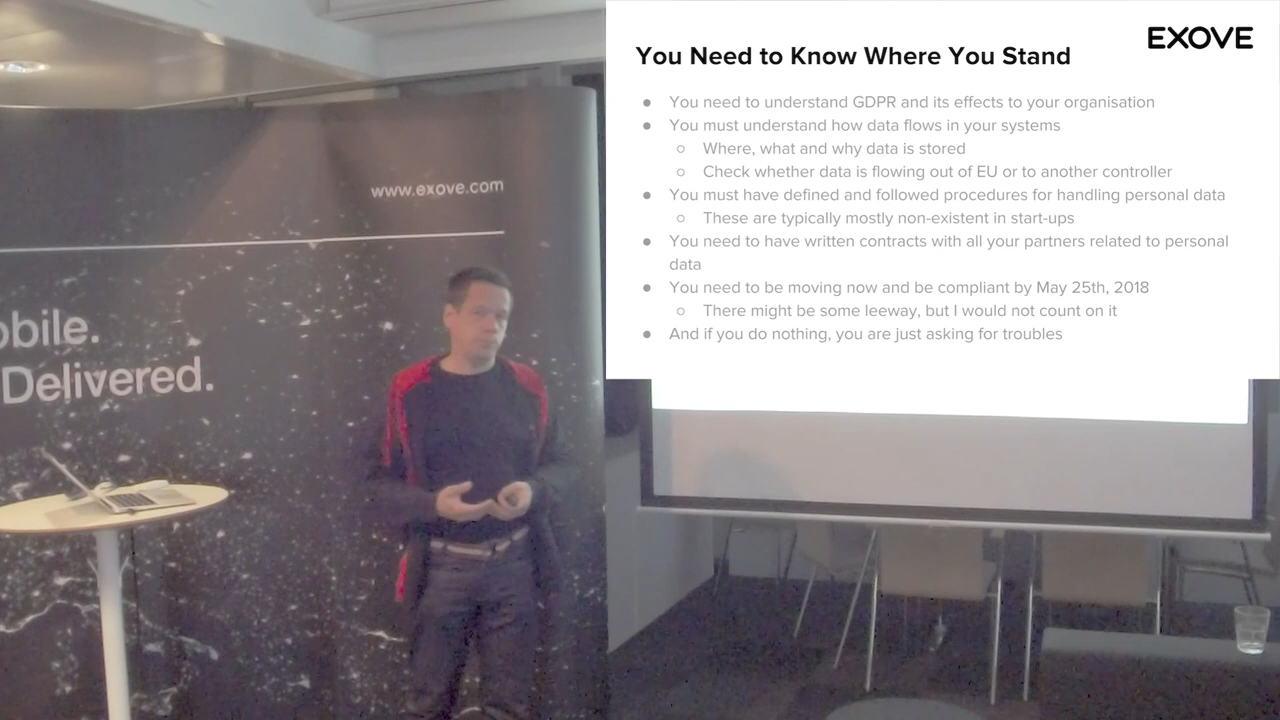 www.exove.com
obile.
Delivered.
EXOVE
You Need to Know Where You Stand
● You need to understand GDPR and its effects to your organisation
● You must understand how data flows in your systems
○ Where, what and why data is stored
○ Check whether data is flowing out of EU or to another controller
● You must have defined and followed procedures for handling personal data
○ These are typically mostly non-existent in start-ups
● You need to have written contracts with all your partners related to personal
data
● You need to be moving now and be compliant by May 25th, 2018
○ There might be some leeway, but I would not count on it
● And if you do nothing, you are just asking for troubles